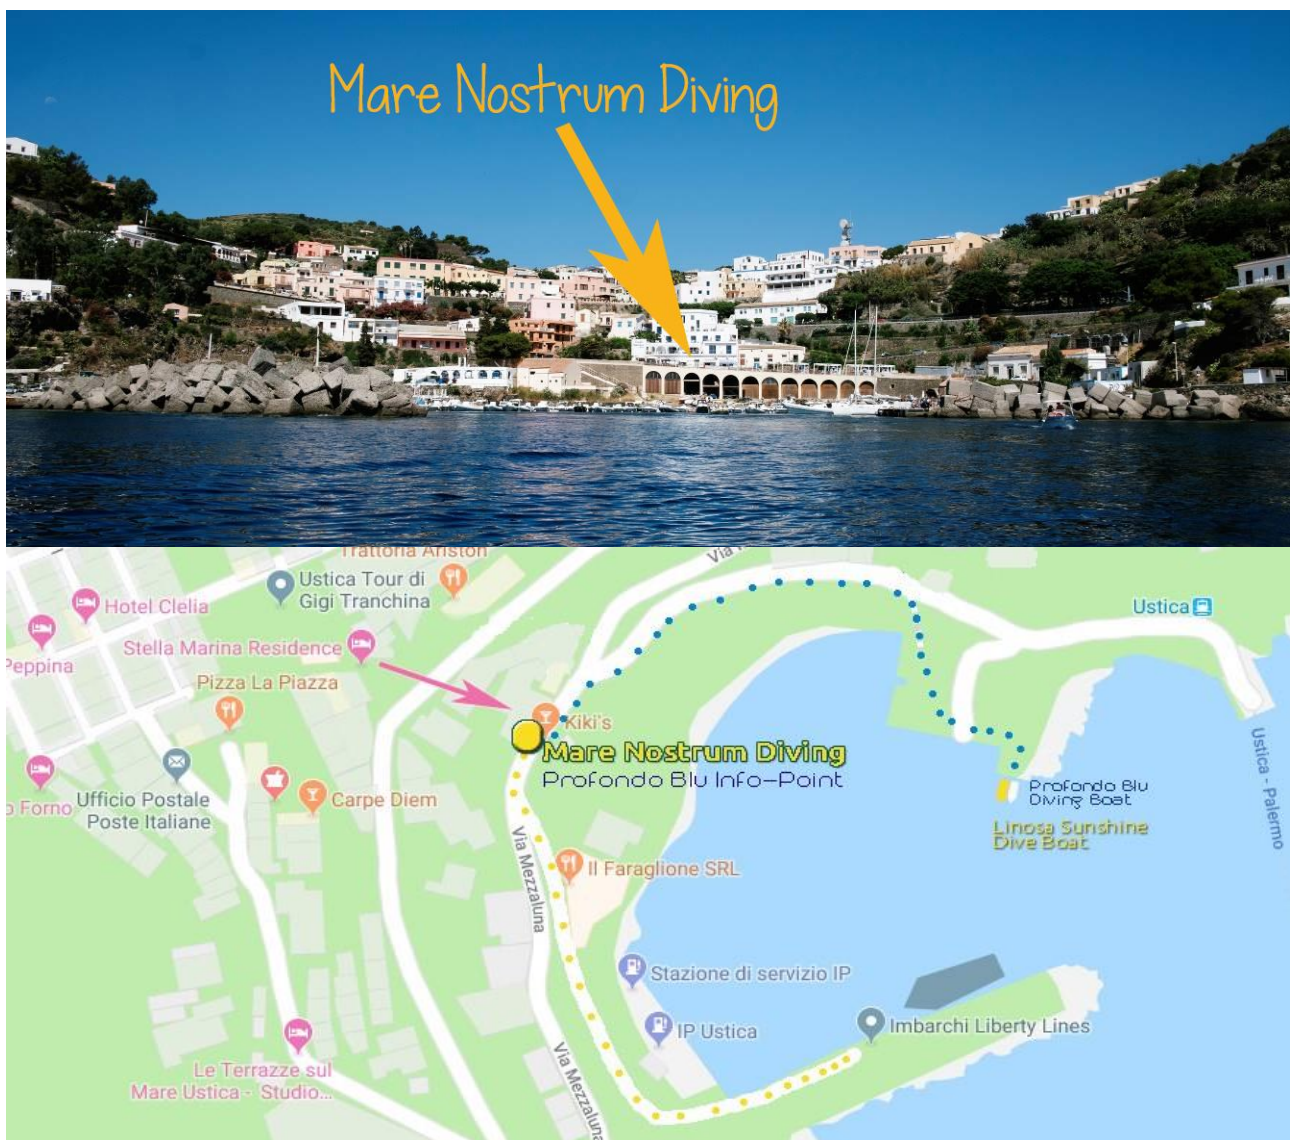 Mare Nostrum Diving
Trattoria Ariston
Via
Ustica Tour di
Gigi Tranchina
Hotel Clelia
Ustica
Peppina
Stella Marina Residence
Pizza La Piazza
Kiki's
Mare Nostrum Diving
Profondo Blu Info-Point
Ustica - Palermo
Ufficio Postale
Poste Italiane
o Forno
Carpe Diem
Profondo Blu
Diving Boat
Linosa Sunshine
Dive Boat
Via Mezzaluna
Il Faraglione SRL
Stazione di servizio IP
IP Ustica
Imbarchi Liberty Lines
Le Terrazze sul
Mare Ustica - Studio...
Via Mezzaluna